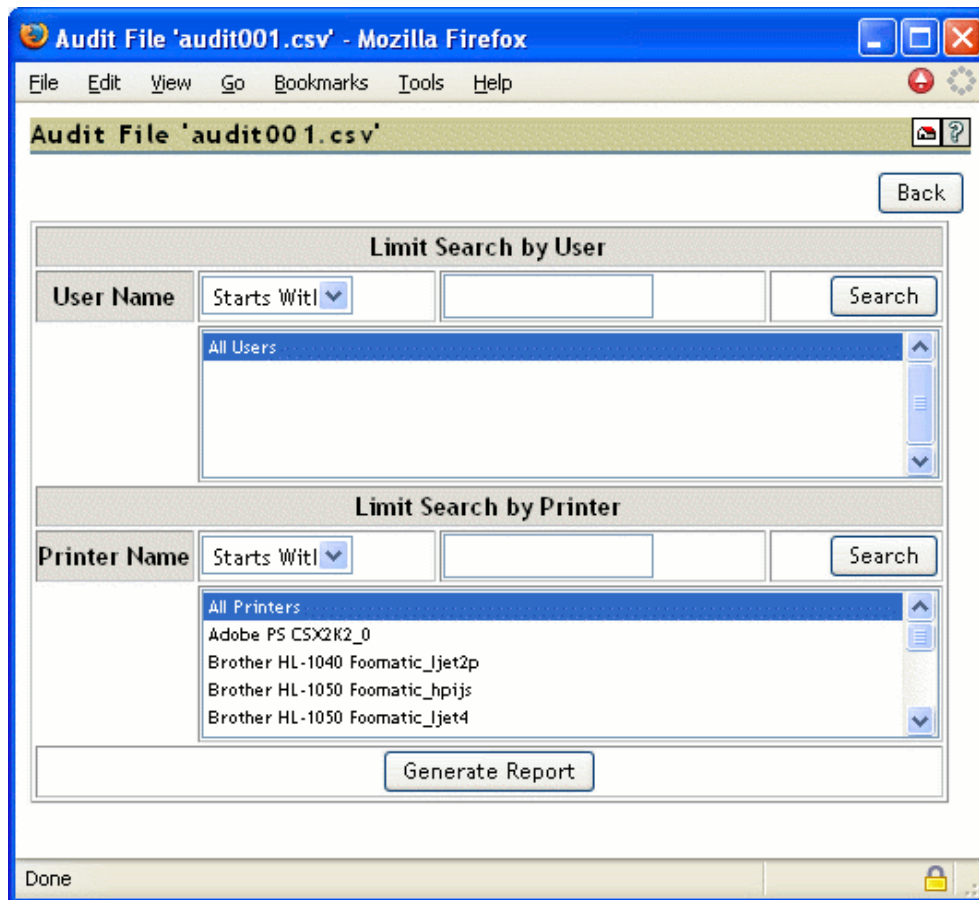 Audit File 'audit001.csv' - Mozilla Firefox
File Edit View Go Bookmarks Tools Help
Audit File 'audit001.csv'
?
Back
Limit Search by User
User Name Starts Witl Search
All Users
Limit Search by Printer
Printer Name Starts Witl Search
All Printers
Adobe PS CSX2K2_0
Brother HL-1040 Foomatic_ljet2p
Brother HL-1050 Foomatic_hpijs
Brother HL-1050 Foomatic_ljet4
Generate Report
Done